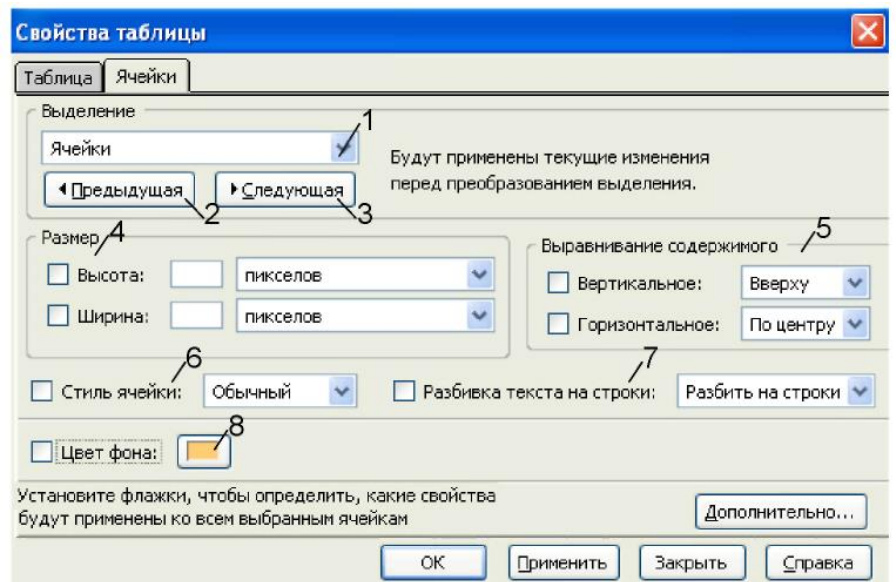 Свойства таблицы
Таблица Ячейки
Выделение
1
Ячейки
Будут применены текущие изменения
перед преобразованием выделения.
Предыдущая Следующая
2 3
Размер 4
Выравнивание содержимого 5
Высота: пикселов
Вертикальное: Вверху
Ширина: пикселов
Горизонтальное: По центру
6 7
Стиль ячейки: Обычный Разбивка текста на строки: Разбить на строки
8
Цвет фона:
Установите флажки, чтобы определить, какие свойства
будут применены ко всем выбранным ячейкам
Дополнительно...
ОК Применить Закрыть Справка